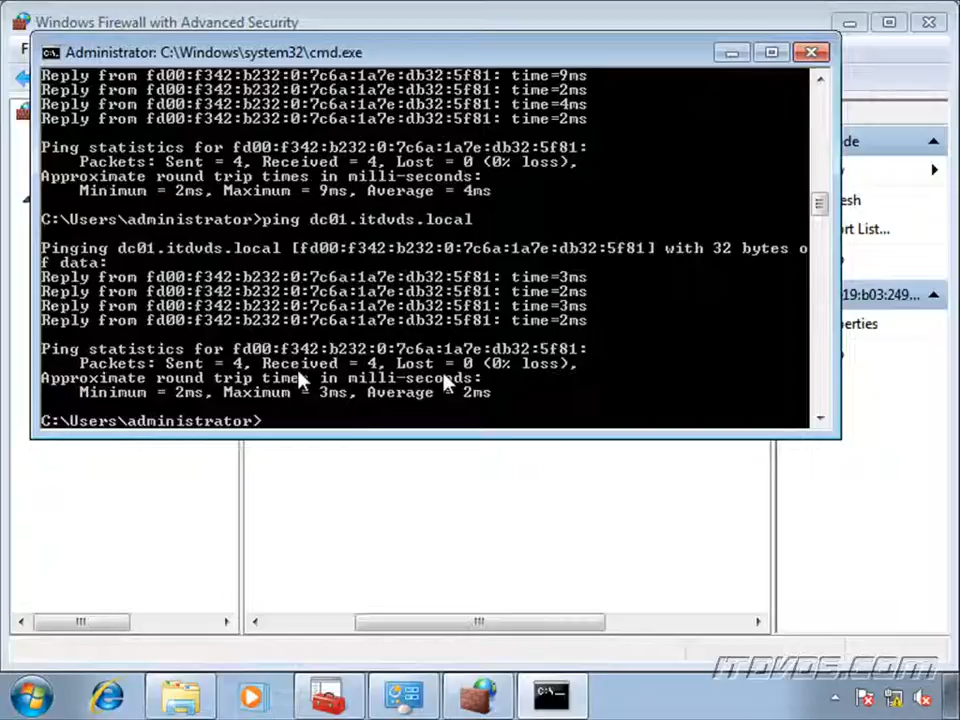 Windows Firewall with Advanced Security
F
Administrator: C:\Windows\system32\cmd.exe
Reply from fd00:f342:b232:0:7c6a:1a7e:db32:5f81: time=9ms
Reply from fd00:f342:b232:0:7c6a:1a7e:db32:5f81: time=2ms
Reply from fd00:f342:b232:0:7c6a:1a7e:db32:5f81: time=4ms
Reply from fd00:f342:b232:0:7c6a:1a7e:db32:5f81: time=2ms
Ping statistics for fd00:f342:b232:0:7c6a:1a7e:db32:5f81:
Packets: Sent = 4, Received = 4, Lost = 0 (0% loss),
Approximate round trip times in milli-seconds:
Minimum = 2ms, Maximum = 9ms, Average = 4ms
C:\Users\administrator>ping dc01.itdvds.local
Pinging dc01.itdvds.local [fd00:f342:b232:0:7c6a:1a7e:db32:5f81] with 32 bytes o
f data:
Reply from fd00:f342:b232:0:7c6a:1a7e:db32:5f81: time=3ms
Reply from fd00:f342:b232:0:7c6a:1a7e:db32:5f81: time=2ms
Reply from fd00:f342:b232:0:7c6a:1a7e:db32:5f81: time=3ms
Reply from fd00:f342:b232:0:7c6a:1a7e:db32:5f81: time=2ms
Ping statistics for fd00:f342:b232:0:7c6a:1a7e:db32:5f81:
Packets: Sent = 4, Received = 4, Lost = 0 (0% loss),
Approximate round trip times in milli-seconds:
Minimum = 2ms, Maximum = 3ms, Average = 2ms
C:\Users\administrator>
de
esh
rt List...
19:b03:249...
perties
ITDVDS.COM
C:\.